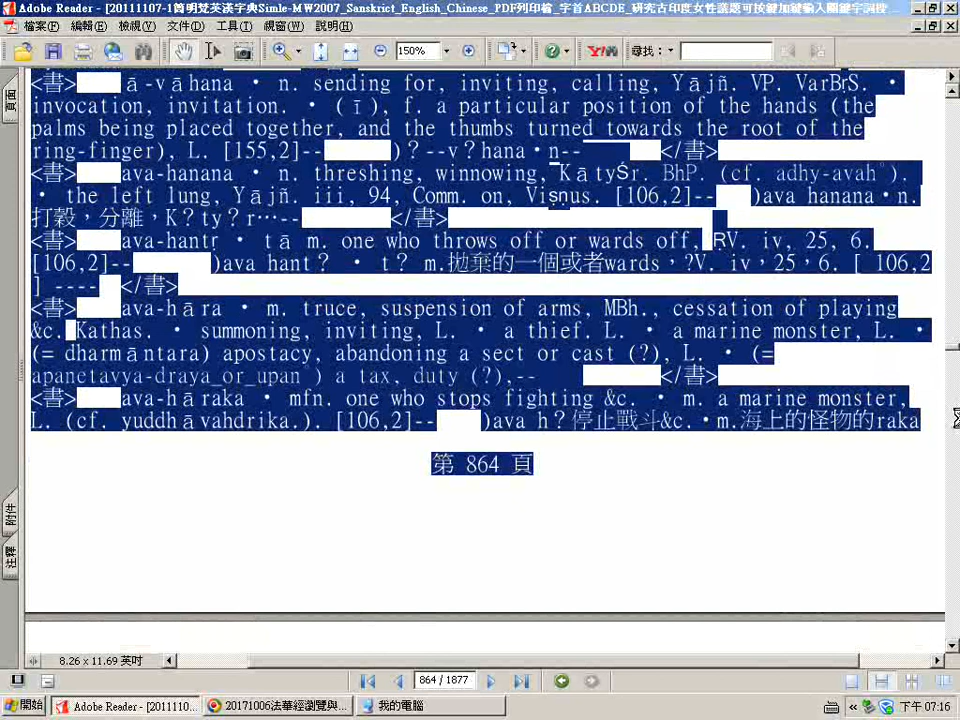 Adobe Reader - [20111107-1簡明梵英漢字典Simle-MW2007_Sanskrict_English_Chinese_PDF列印檔_字首ABCDE_研究古印度女性議題可按鍵加鍵輸入關鍵字詞搜
檔案(F) 編輯(E) 檢視(V) 文件(D) 工具(T) 視窗(W) 說明(H)
150% 尋找：
<書> ā-vāhana • n. sending for, inviting, calling, Yājñ. VP. VarBṛS. •
invocation, invitation. • (ī), f. a particular position of the hands (the
palms being placed together, and the thumbs turned towards the root of the
ring-finger), L. [155,2]-- )？--v？hana•n-- </書>
<書> ava-hanana • n. threshing, winnowing, KātyŚr. BhP. (cf. adhy-avah°).
• the left lung, Yājñ. iii, 94, Comm. on, Viṣṇus. [106,2]-- )ava hanana•n.
打穀，分離，K？ty？r…-- </書>
<書> ava-hantṛ • tā m. one who throws off or wards off, ṚV. iv, 25, 6.
[106,2]-- )ava hant？ • t？ m.拋棄的一個或者wards，?V. iv，25，6. [ 106,2
] ---- </書>
<書> ava-hāra • m. truce, suspension of arms, MBh., cessation of playing
&c. Kathas. • summoning, inviting, L. • a thief. L. • a marine monster, L. •
(= dharmāntara) apostacy, abandoning a sect or cast (?), L. • (=
apanetavya-draya_or_upan°) a tax, duty (?),-- </書>
<書> ava-hāraka • mfn. one who stops fighting &c. • m. a marine monster,
L. (cf. yuddhāvahdrika.). [106,2]-- )ava h？停止戰斗&c.•m.海上的怪物的raka
第 864 頁
頁面
附件
註釋
8.26 x 11.69 英吋
864 / 1877
開始 Adobe Reader - [2011110... 20171006法華經瀏覽與... 我的電腦 下午 07:16